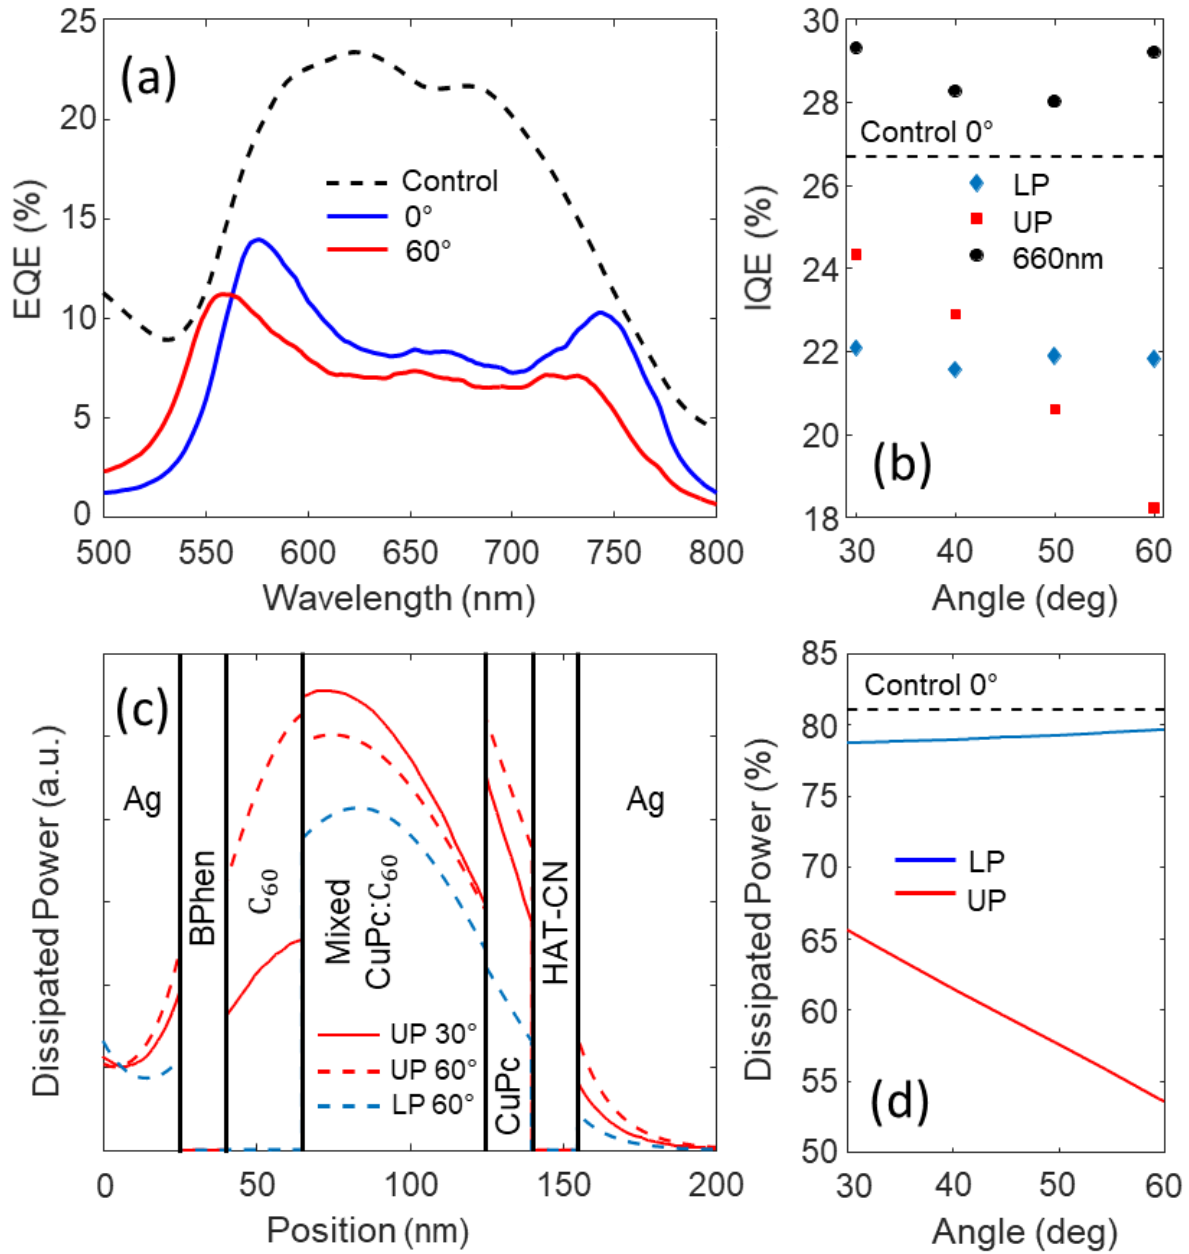 (a)
25
20
15
10
5
0
EQE (%)
Control
0°
60°
500 550 600 650 700 750 800
Wavelength (nm)
(b)
30
28
26
24
22
20
18
IQE (%)
Control 0°
LP
UP
660nm
30 40 50 60
Angle (deg)
(c)
Dissipated Power (a.u.)
Ag
BPhen
C₆₀
Mixed
CuPc:C₆₀
CuPc
HAT-CN
Ag
UP 30°
UP 60°
LP 60°
0 50 100 150 200
Position (nm)
(d)
85
80
75
70
65
60
55
50
Dissipated Power (%)
Control 0°
LP
UP
30 40 50 60
Angle (deg)